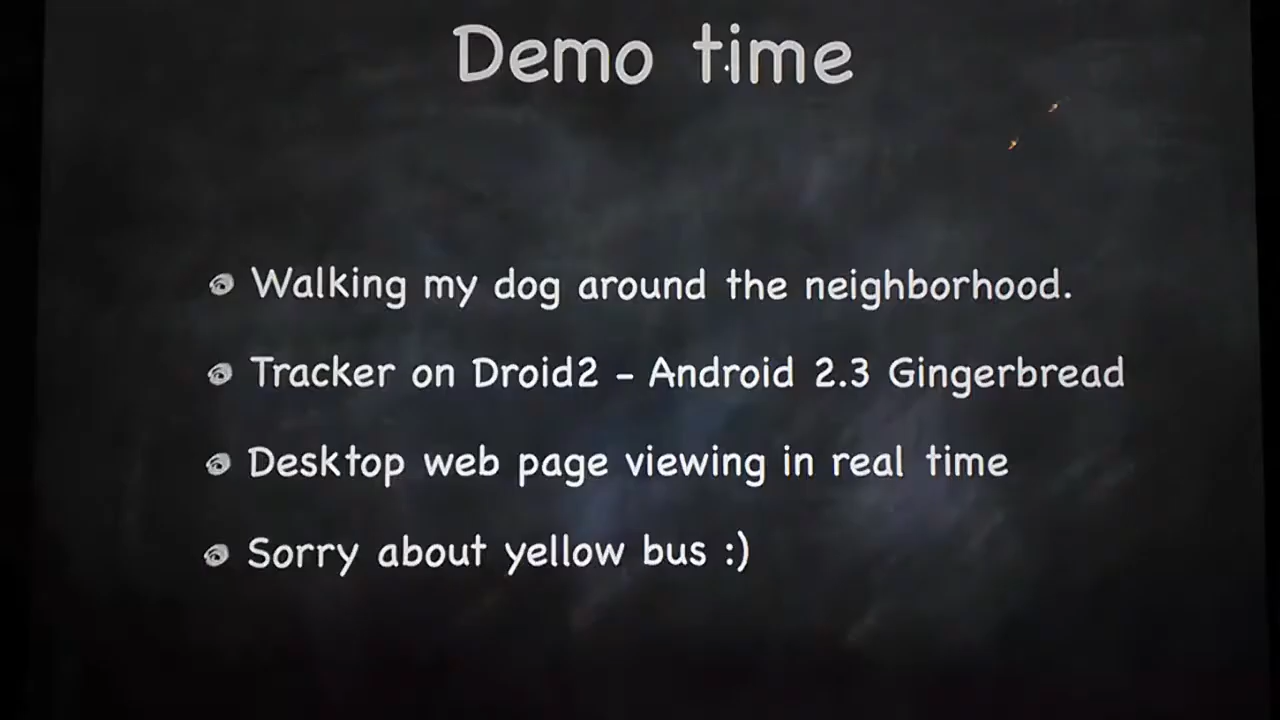 Demo time
Walking my dog around the neighborhood.
Tracker on Droid2 - Android 2.3 Gingerbread
Desktop web page viewing in real time
Sorry about yellow bus :)